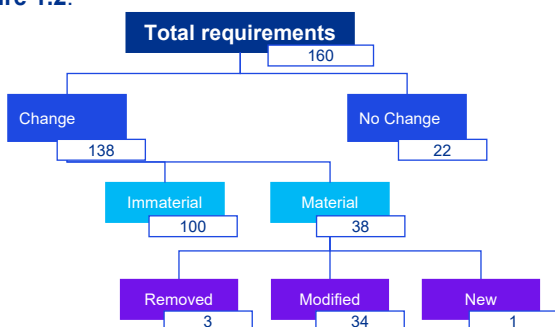 re 1.2.
Total requirements
160
Change
No Change
138
22
Immaterial
Material
100
38
Removed
Modified
New
3
34
1